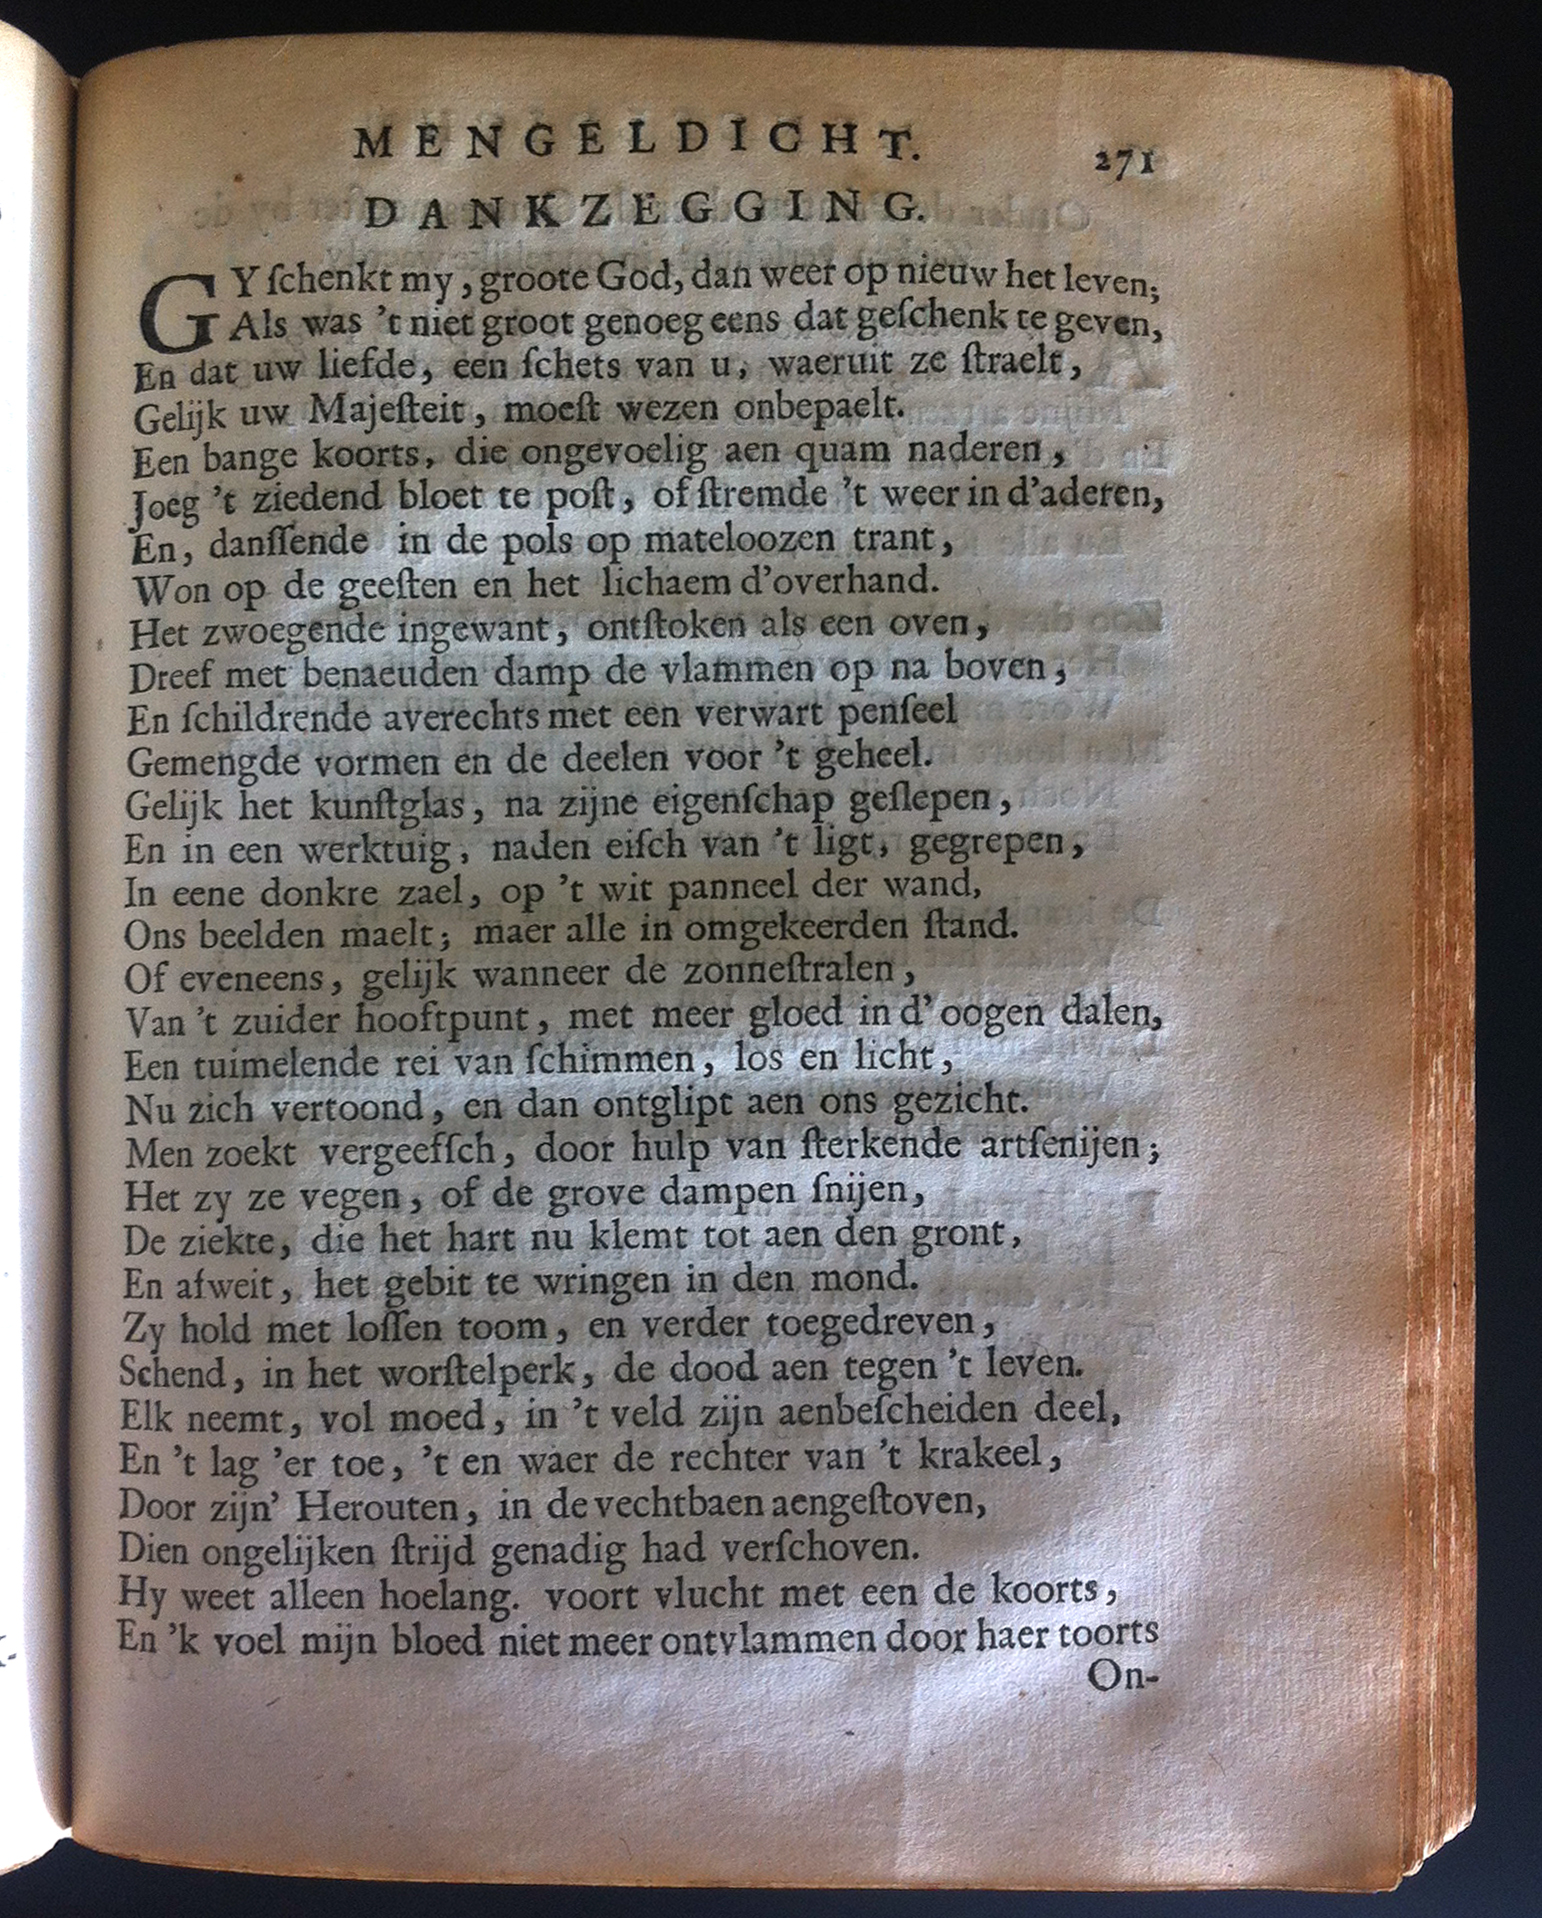 MENGELDICHT. 271
DANKZEGGING.
GY ſchenkt my, groote God, dan weer op nieuw het leven;
Als was 't niet groot genoeg eens dat geſchenk te geven,
En dat uw liefde, een ſchets van u, waeruit ze ſtraelt,
Gelijk uw Majeſteit, moeſt wezen onbepaelt.
Een bange koorts, die ongevoelig aen quam naderen,
Joeg 't ziedend bloet te poſt, of ſtremde 't weer in d'aderen,
En, danſſende in de pols op mateloozen trant,
Won op de geeſten en het lichaem d'overhand.
Het zwoegende ingewant, ontſtoken als een oven,
Dreef met benaeuden damp de vlammen op na boven,
En ſchildrende averechts met een verwart penſeel
Gemengde vormen en de deelen voor 't geheel.
Gelijk het kunſtglas, na zijne eigenſchap geſlepen,
En in een werktuig, naden eiſch van 't ligt, gegrepen,
In eene donkre zael, op 't wit panneel der wand,
Ons beelden maelt; maer alle in omgekeerden ſtand.
Of eveneens, gelijk wanneer de zonneſtralen,
Van 't zuider hooftpunt, met meer gloed in d'oogen dalen,
Een tuimelende rei van ſchimmen, los en licht,
Nu zich vertoond, en dan ontglipt aen ons gezicht.
Men zoekt vergeefſch, door hulp van ſterkende artſenijen;
Het zy ze vegen, of de grove dampen ſnijen,
De ziekte, die het hart nu klemt tot aen den gront,
En afweit, het gebit te wringen in den mond.
Zy hold met loſſen toom, en verder toegedreven,
Schend, in het worſtelperk, de dood aen tegen 't leven.
Elk neemt, vol moed, in 't veld zijn aenbeſcheiden deel,
En 't lag 'er toe, 't en waer de rechter van 't krakeel,
Door zijn' Herouten, in de vechtbaen aengeſtoven,
Dien ongelijken ſtrijd genadig had verſchoven.
Hy weet alleen hoelang. voort vlucht met een de koorts,
En 'k voel mijn bloed niet meer ontvlammen door haer toorts
On-